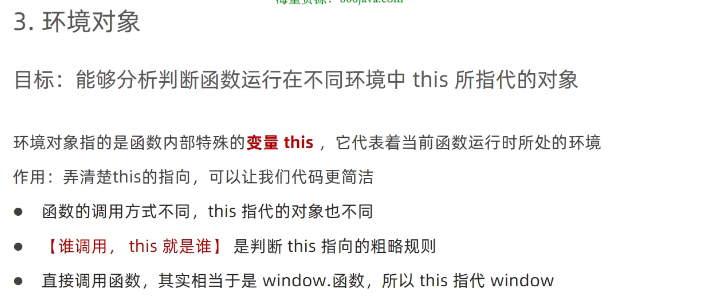 3. 环境对象
目标：能够分析判断函数运行在不同环境中 this 所指代的对象
环境对象指的是函数内部特殊的变量 this ，它代表着当前函数运行时所处的环境
作用：弄清楚this的指向，可以让我们代码更简洁
● 函数的调用方式不同，this 指代的对象也不同
● 【谁调用， this 就是谁】 是判断 this 指向的粗略规则
● 直接调用函数，其实相当于是 window.函数，所以 this 指代 window